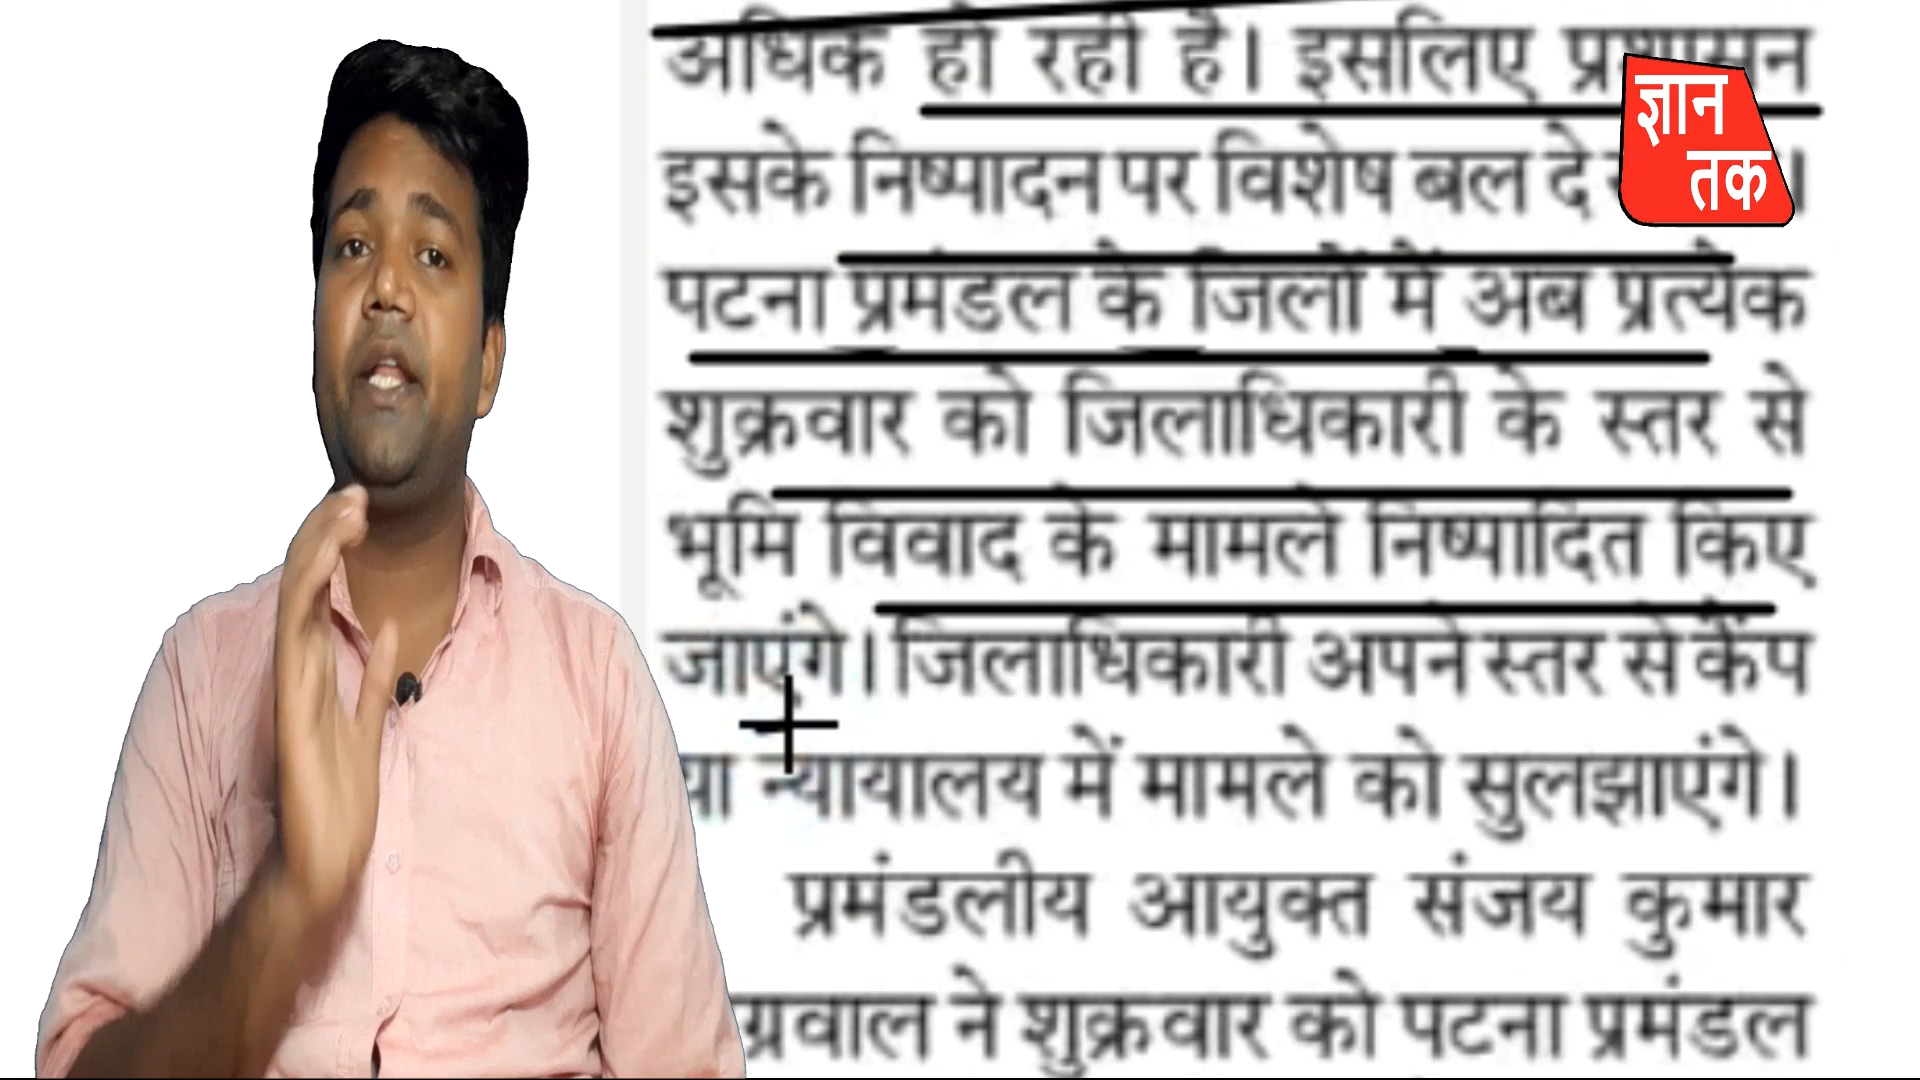 अधिक हो रही है। इसलिए प्रशासन
इसके निष्पादन पर विशेष बल दे
पटना प्रमंडल के जिलों में अब प्रत्येक
शुक्रवार को जिलाधिकारी के स्तर से
भूमि विवाद के मामले निष्पादित किए
जाएंगे। जिलाधिकारी अपने स्तर से कैंप
या न्यायालय में मामले को सुलझाएंगे।
प्रमंडलीय आयुक्त संजय कुमार
ग्रवाल ने शुक्रवार को पटना प्रमंडल
ज्ञान
तक